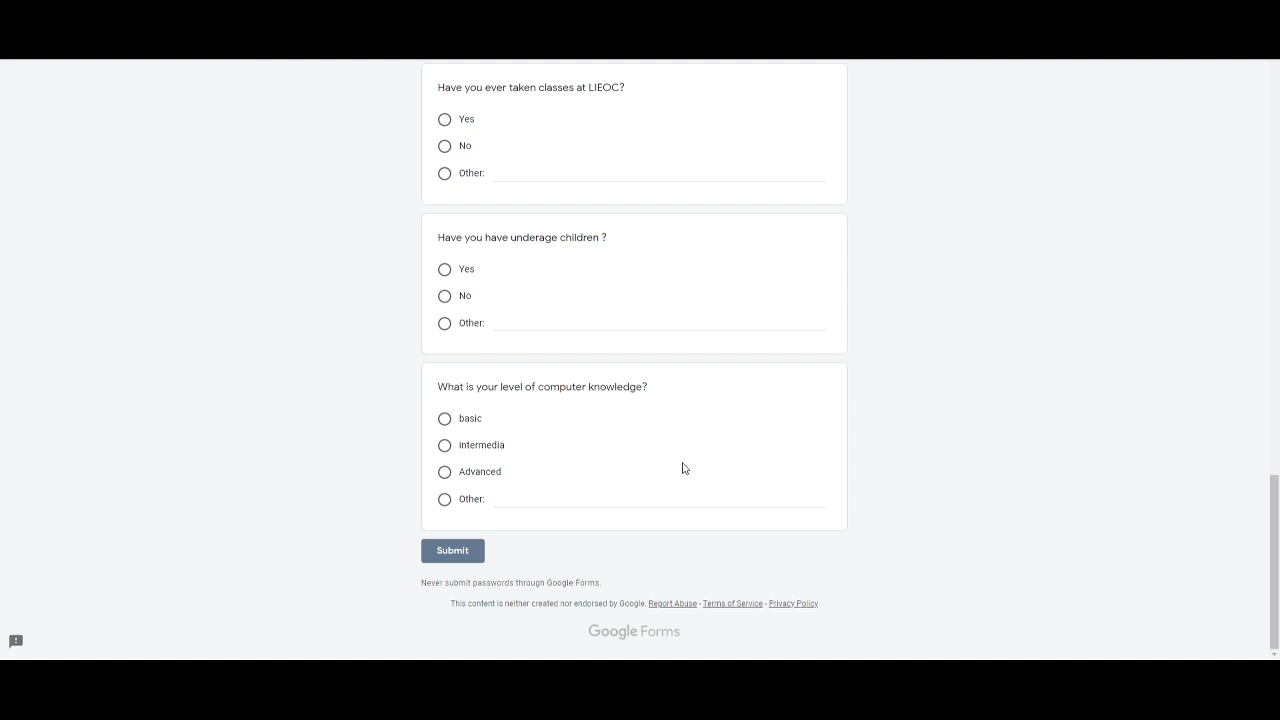 Have you ever taken classes at LIEOC?
Yes
No
Other:
Have you have underage children ?
Yes
No
Other:
What is your level of computer knowledge?
basic
intermedia
Advanced
Other:
Submit
Never submit passwords through Google Forms.
This content is neither created nor endorsed by Google. Report Abuse - Terms of Service - Privacy Policy
Google Forms